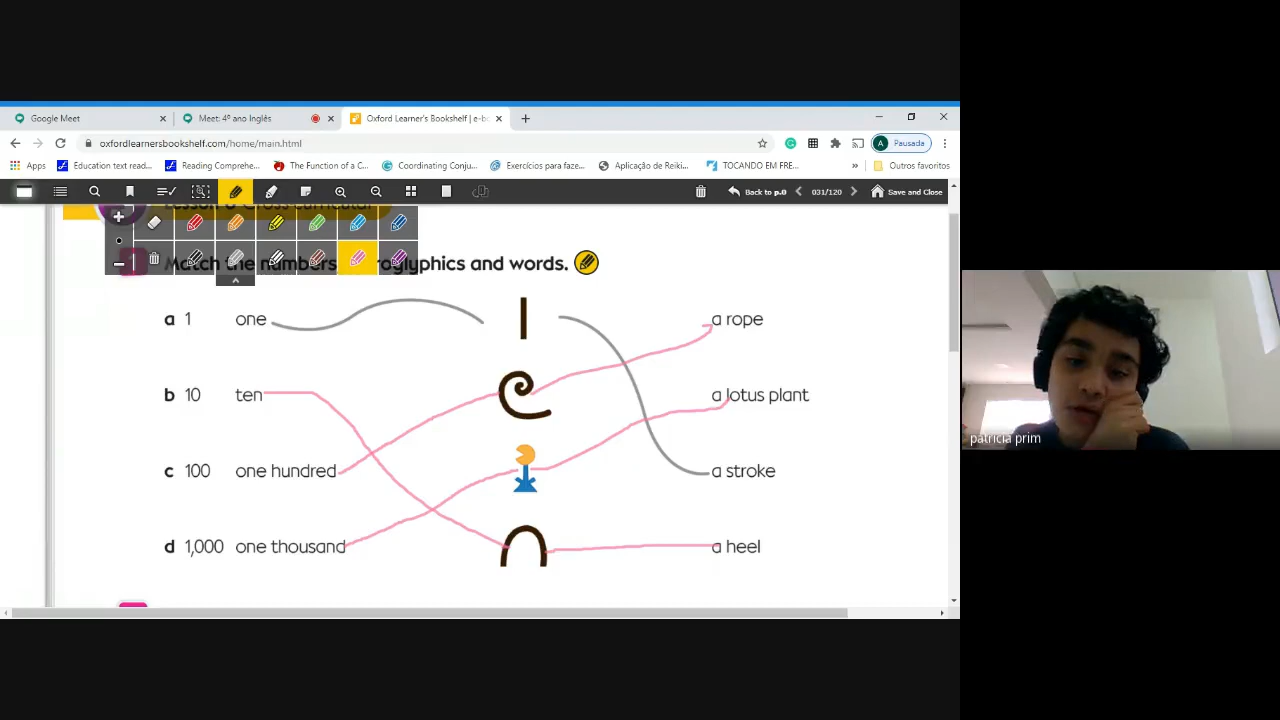 Google Meet
Meet: 4º ano Inglês
Oxford Learner's Bookshelf | e-b
oxfordlearnersbookshelf.com/home/main.html
Pausada
Apps
Education text read...
Reading Comprehe...
The Function of a C...
Coordinating Conju...
Exercícios para faze...
Aplicação de Reiki...
TOCANDO EM FRE...
»
Outros favoritos
Back to p.0
031/120
Save and Close
1 Match the numbers, hieroglyphics and words.
a 1 one
a rope
b 10 ten
a lotus plant
c 100 one hundred
a stroke
d 1,000 one thousand
a heel
patricia prim